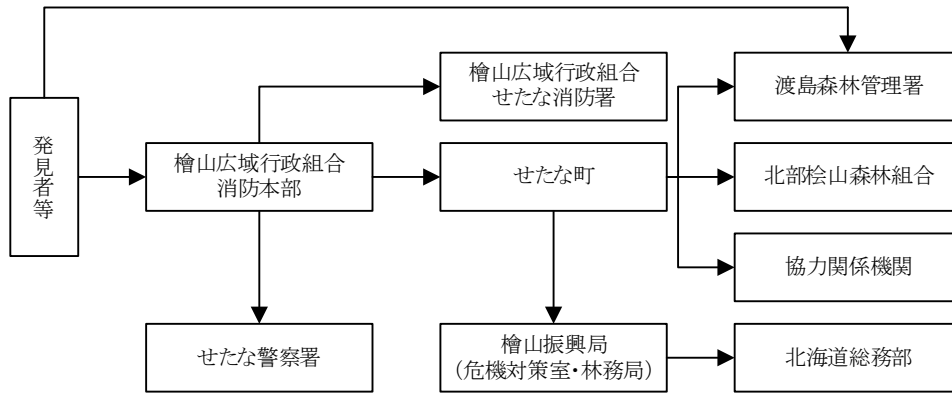 発見者等
檜山広域行政組合
消防本部
檜山広域行政組合
せたな消防署
せたな町
せたな警察署
檜山振興局
(危機対策室・林務局)
渡島森林管理署
北部桧山森林組合
協力関係機関
北海道総務部